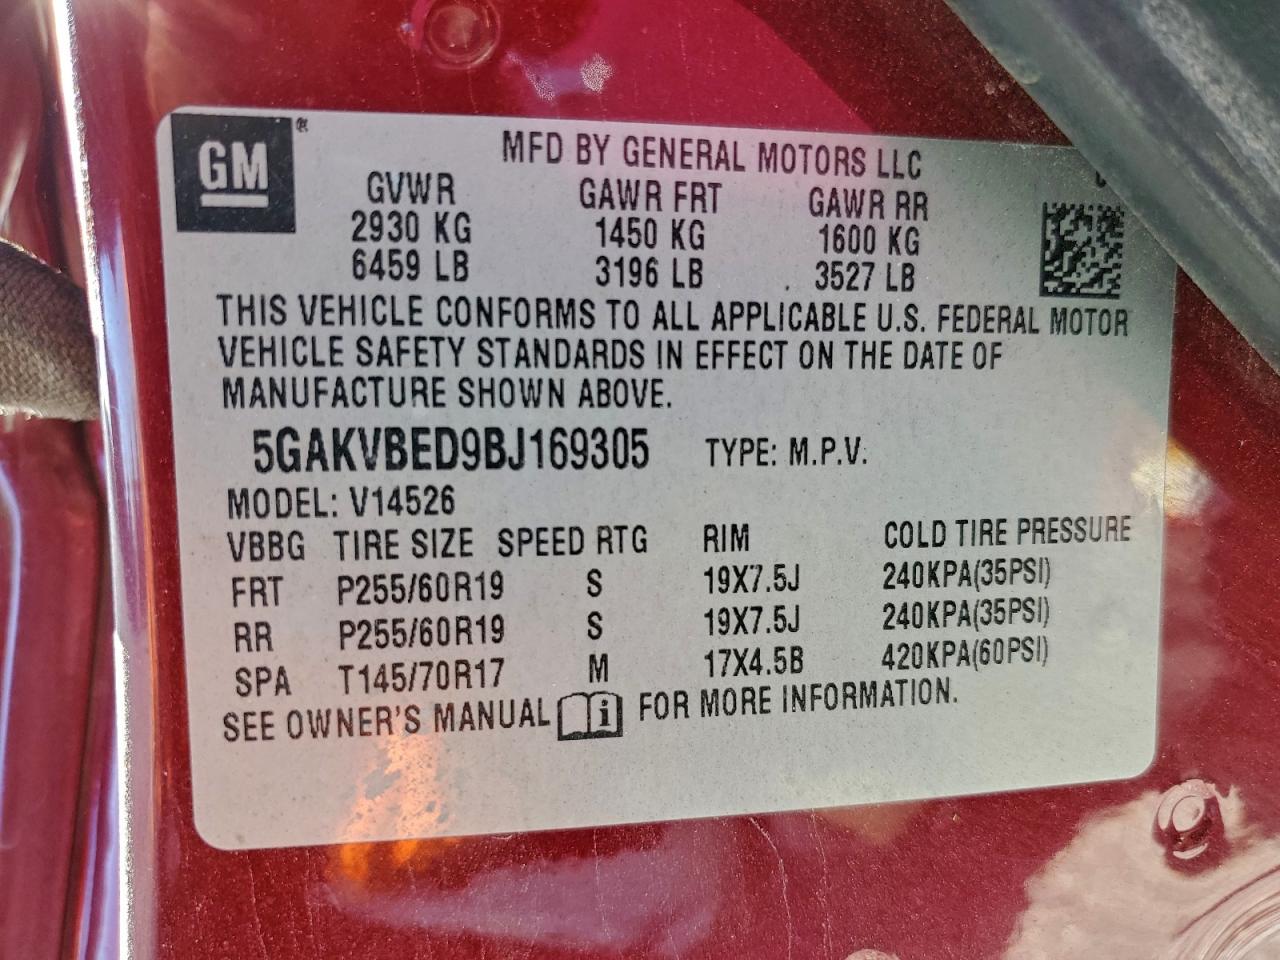 GM®
MFD BY GENERAL MOTORS LLC
GVWR GAWR FRT GAWR RR
2930 KG 1450 KG 1600 KG
6459 LB 3196 LB 3527 LB
THIS VEHICLE CONFORMS TO ALL APPLICABLE U.S. FEDERAL MOTOR
VEHICLE SAFETY STANDARDS IN EFFECT ON THE DATE OF
MANUFACTURE SHOWN ABOVE.
5GAKVBED9BJ169305 TYPE: M.P.V.
MODEL: V14526
VBBG TIRE SIZE SPEED RTG RIM COLD TIRE PRESSURE
FRT P255/60R19 S 19X7.5J 240KPA(35PSI)
RR P255/60R19 S 19X7.5J 240KPA(35PSI)
SPA T145/70R17 M 17X4.5B 420KPA(60PSI)
SEE OWNER'S MANUAL i FOR MORE INFORMATION.